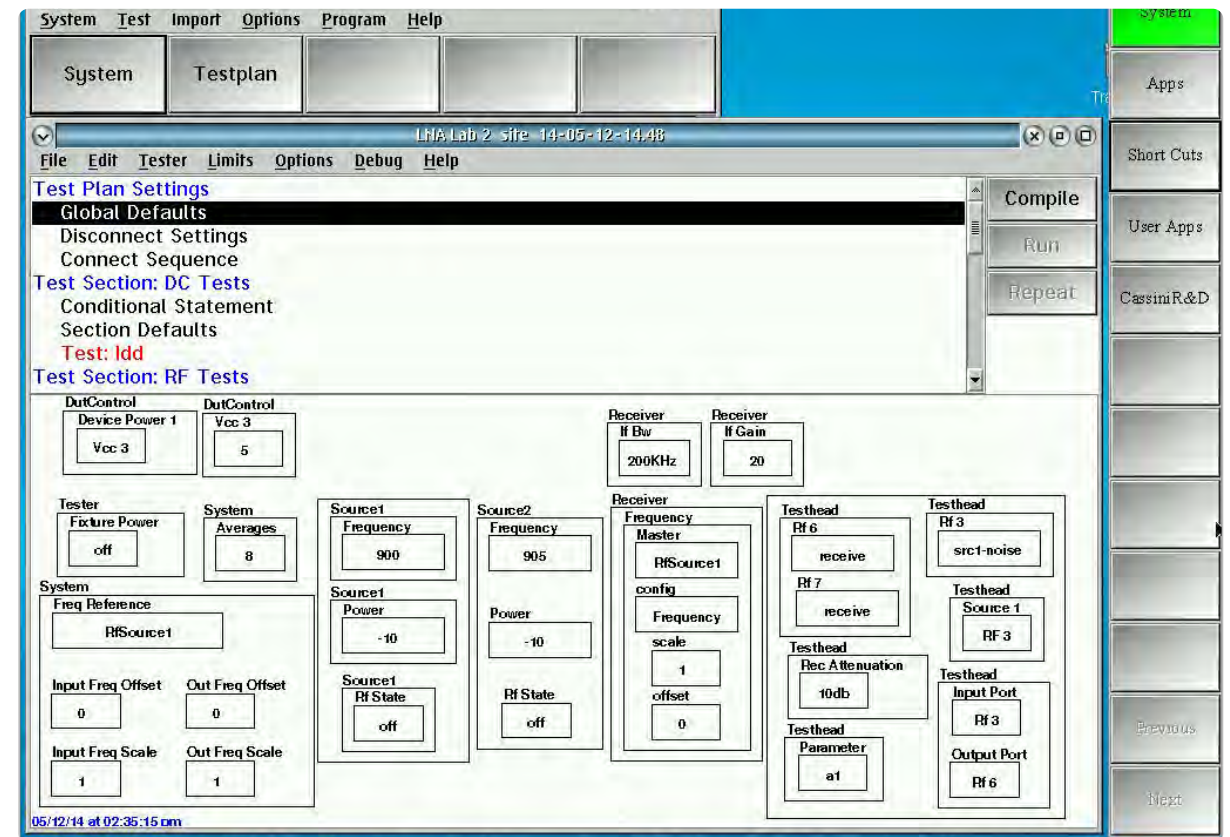 System Test Import Options Program Help
System Testplan
System
Apps
Short Cuts
User Apps
CassiniR&D
Previous
Next
LNA Lab 2 site 14-05-12-14.48
File Edit Tester Limits Options Debug Help
Test Plan Settings
Global Defaults
Disconnect Settings
Connect Sequence
Test Section: DC Tests
Conditional Statement
Section Defaults
Test: Idd
Test Section: RF Tests
Compile
Run
Repeat
DutControl
Device Power 1
Vcc 3
DutControl
Vcc 3
5
Receiver
If Bw
200KHz
Receiver
If Gain
20
Tester
Fixture Power
off
System
Averages
8
System
Freq Reference
RfSource1
Input Freq Offset
0
Out Freq Offset
0
Input Freq Scale
1
Out Freq Scale
1
Source1
Frequency
900
Source1
Power
-10
Source1
Rf State
off
Source2
Frequency
905
Power
-10
Rf State
off
Receiver
Frequency
Master
RfSource1
config
Frequency
scale
1
offset
0
Testhead
Rf 6
receive
Rf 7
receive
Testhead
Rec Attenuation
10db
Testhead
Parameter
a1
Testhead
Rf 3
src1-noise
Testhead
Source 1
RF 3
Testhead
Input Port
Rf 3
Output Port
Rf 6
05/12/14 at 02:35:15 pm